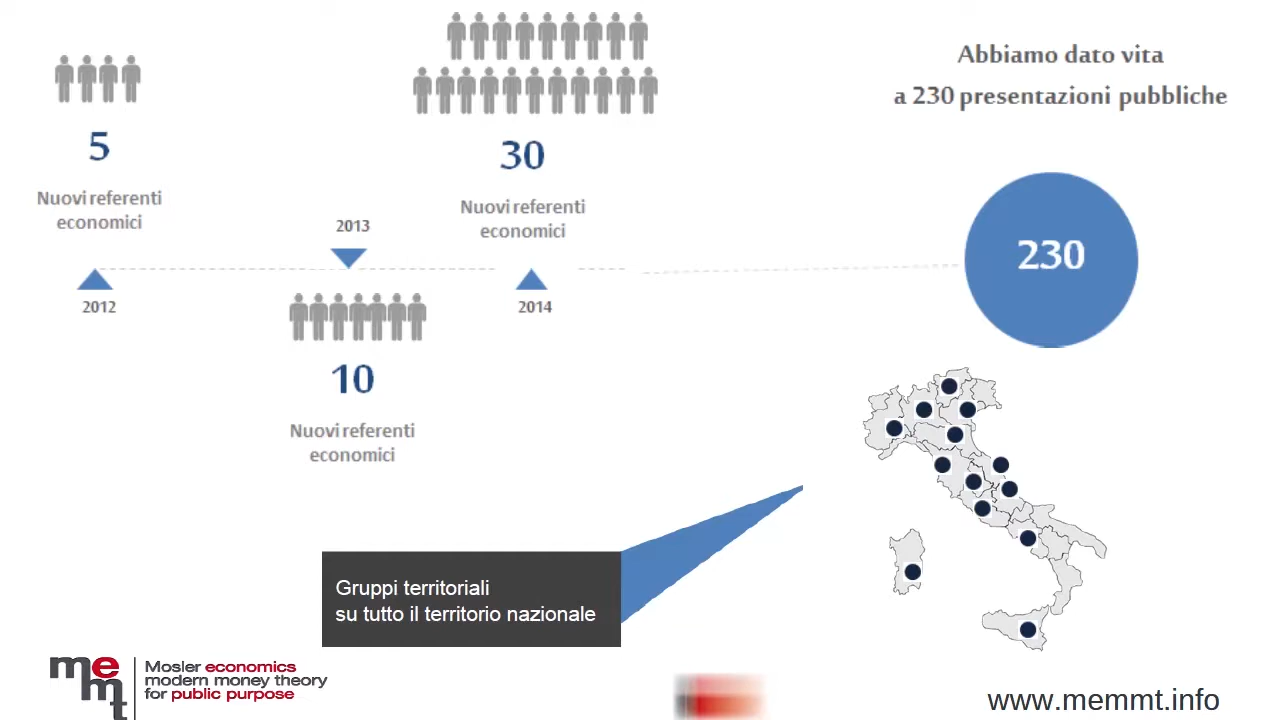 5
Nuovi referenti
economici
2012
2013
10
Nuovi referenti
economici
30
Nuovi referenti
economici
2014
Abbiamo dato vita
a 230 presentazioni pubbliche
230
Gruppi territoriali
su tutto il territorio nazionale
memt
Mosler economics
modern money theory
for public purpose
www.memmt.info